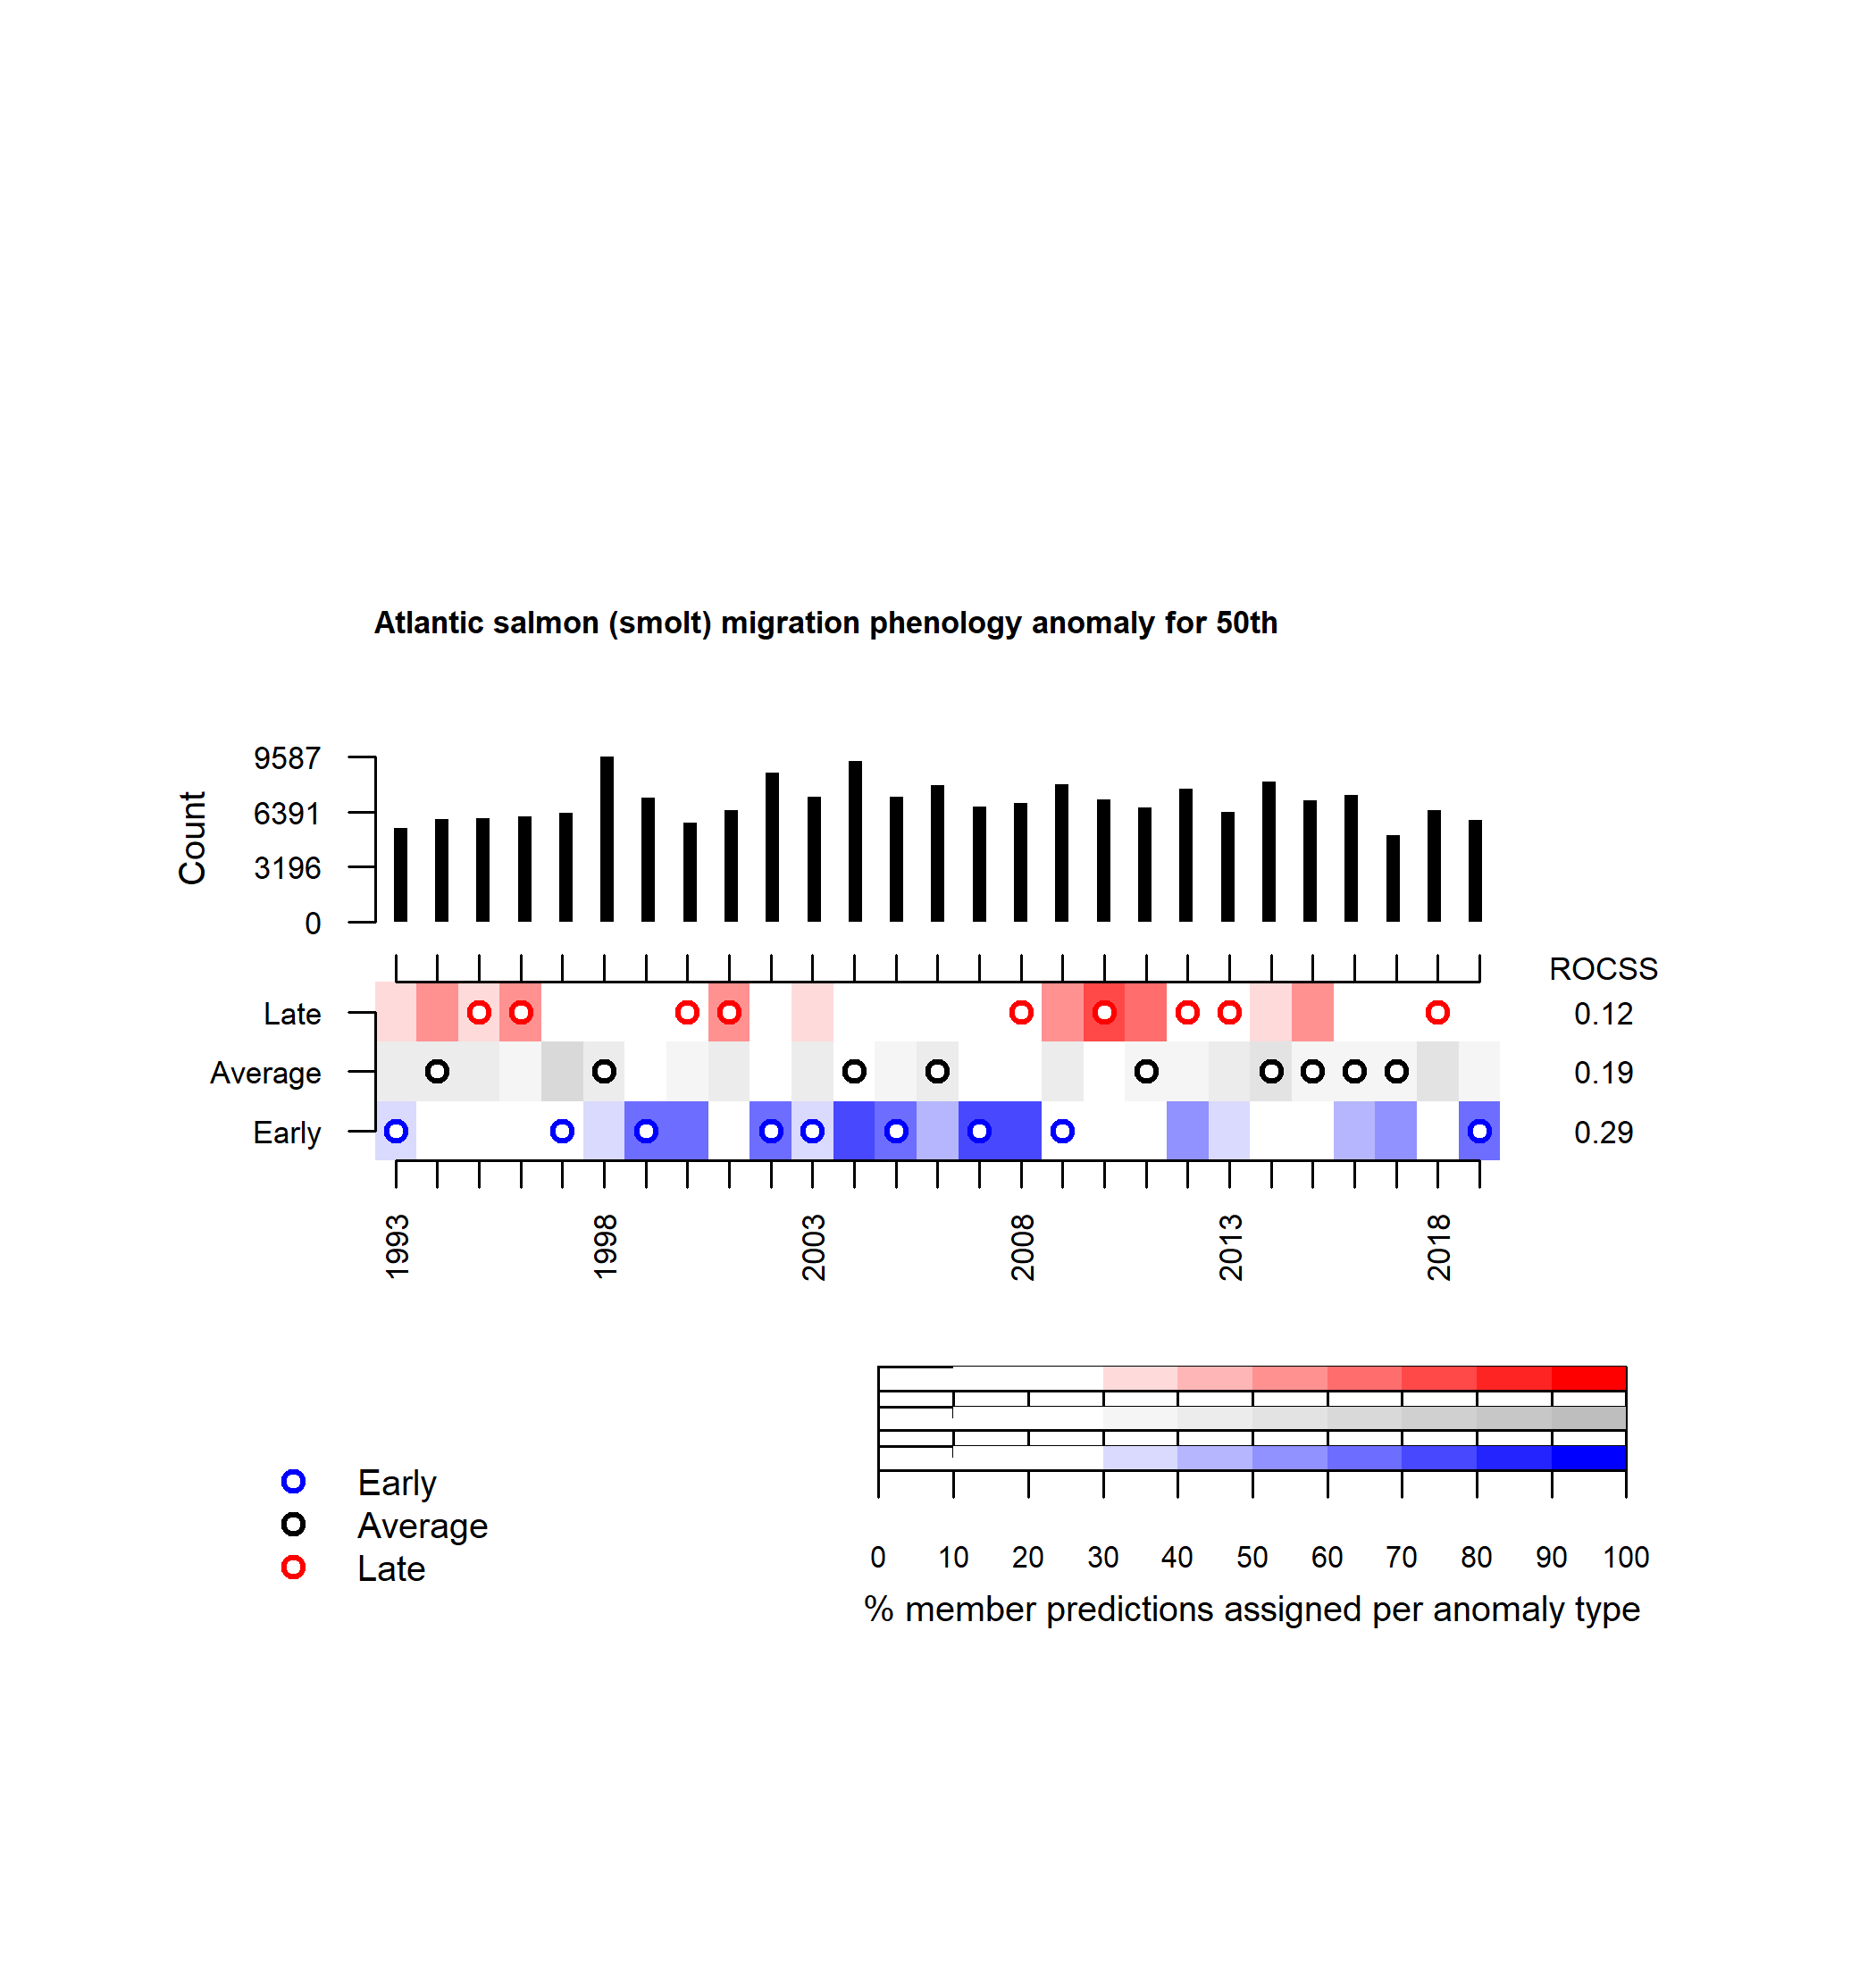 Atlantic salmon (smolt) migration phenology anomaly for 50th
Count
9587
6391
3196
0
ROCSS
Late
0.12
Average
0.19
Early
0.29
1993
1998
2003
2008
2013
2018
Early
Average
Late
0 10 20 30 40 50 60 70 80 90 100
% member predictions assigned per anomaly type